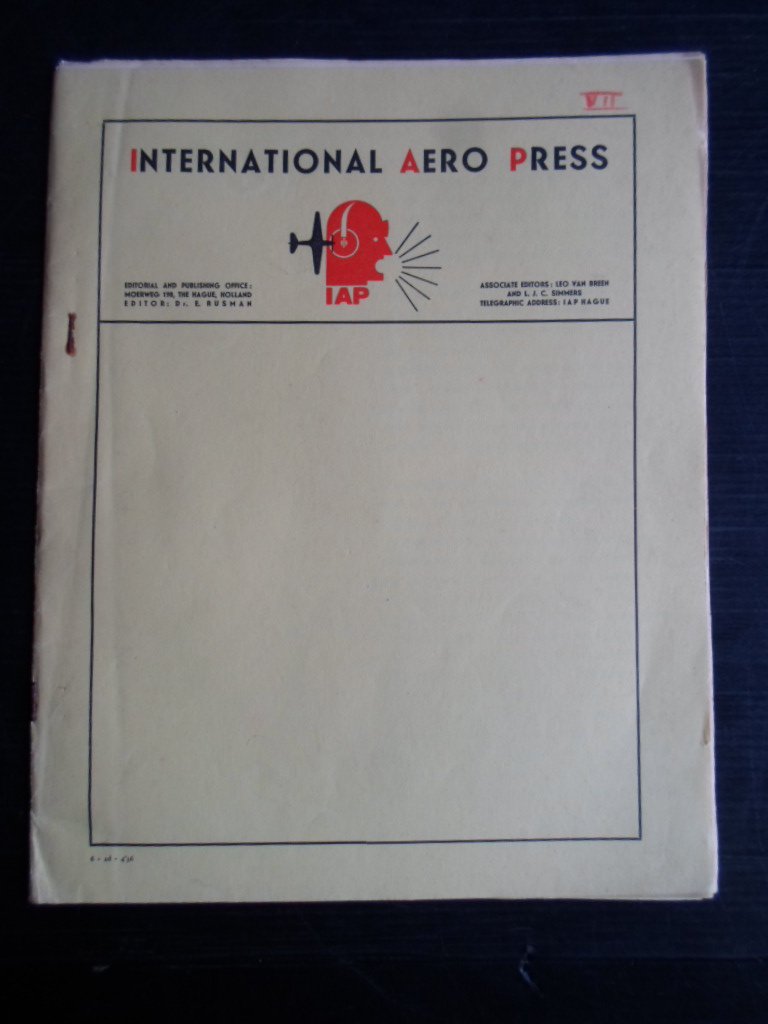 VII
INTERNATIONAL AERO PRESS
IAP
EDITORIAL AND PUBLISHING OFFICE:
MOERWEG 198, THE HAGUE, HOLLAND
EDITOR: Dr. E. RUSMAN
ASSOCIATE EDITORS: LEO VAN BREEN
AND L. J. C. SIMMERS
TELEGRAPHIC ADDRESS: IAP HAGUE